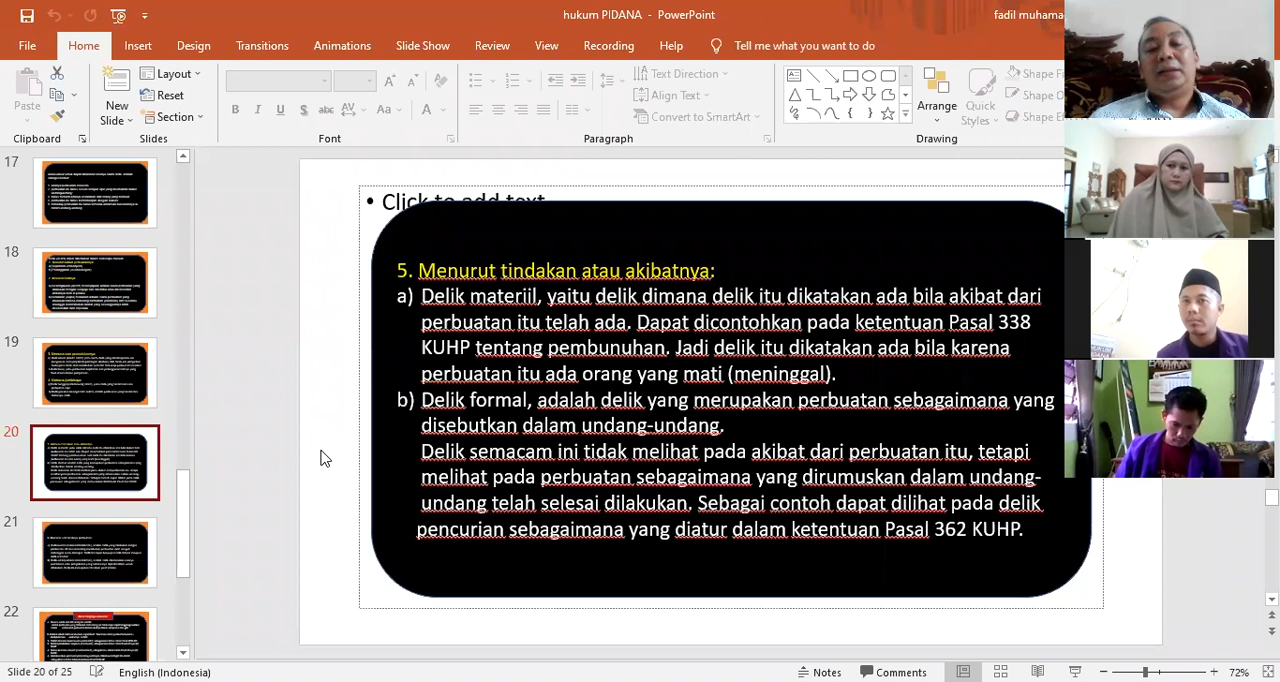 hukum PIDANA - PowerPoint
fadil muhama
File Home Insert Design Transitions Animations Slide Show Review View Recording Help Tell me what you want to do
Paste
New
Slide
Layout
Reset
Section
B I U S abc AV Aa A
Text Direction
Align Text
Convert to SmartArt
Arrange
Quick
Styles
Shape F
Shape O
Shape E
Clipboard Slides Font Paragraph Drawing
17
18
19
20
21
22
• Click to add text
5. Menurut tindakan atau akibatnya:
a) Delik materiil, yaitu delik dimana delik itu dikatakan ada bila akibat dari
perbuatan itu telah ada. Dapat dicontohkan pada ketentuan Pasal 338
KUHP tentang pembunuhan. Jadi delik itu dikatakan ada bila karena
perbuatan itu ada orang yang mati (meninggal).
b) Delik formal, adalah delik yang merupakan perbuatan sebagaimana yang
disebutkan dalam undang-undang.
Delik semacam ini tidak melihat pada akibat dari perbuatan itu, tetapi
melihat pada perbuatan sebagaimana yang dirumuskan dalam undang-
undang telah selesai dilakukan. Sebagai contoh dapat dilihat pada delik
pencurian sebagaimana yang diatur dalam ketentuan Pasal 362 KUHP.
Slide 20 of 25 English (Indonesia) Notes Comments 72%